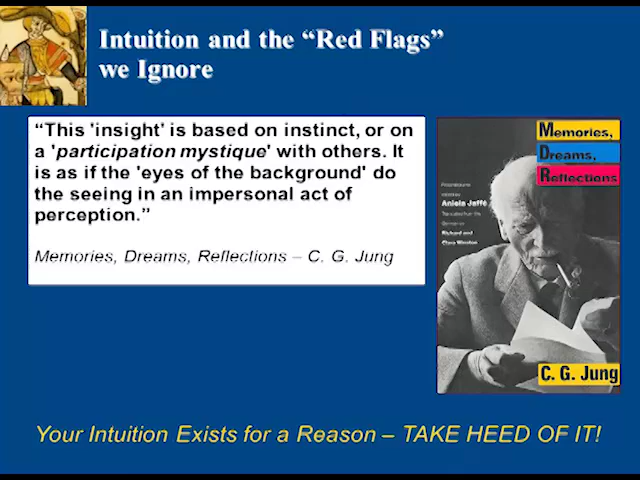 Intuition and the “Red Flags”
we Ignore
“This 'insight' is based on instinct, or on
a 'participation mystique' with others. It
is as if the 'eyes of the background' do
the seeing in an impersonal act of
perception.”
Memories, Dreams, Reflections – C. G. Jung
Memories,
Dreams,
Reflections
Aniela Jaffé
Translated from the
Richard and
Clara Winston
C. G. Jung
Your Intuition Exists for a Reason – TAKE HEED OF IT!